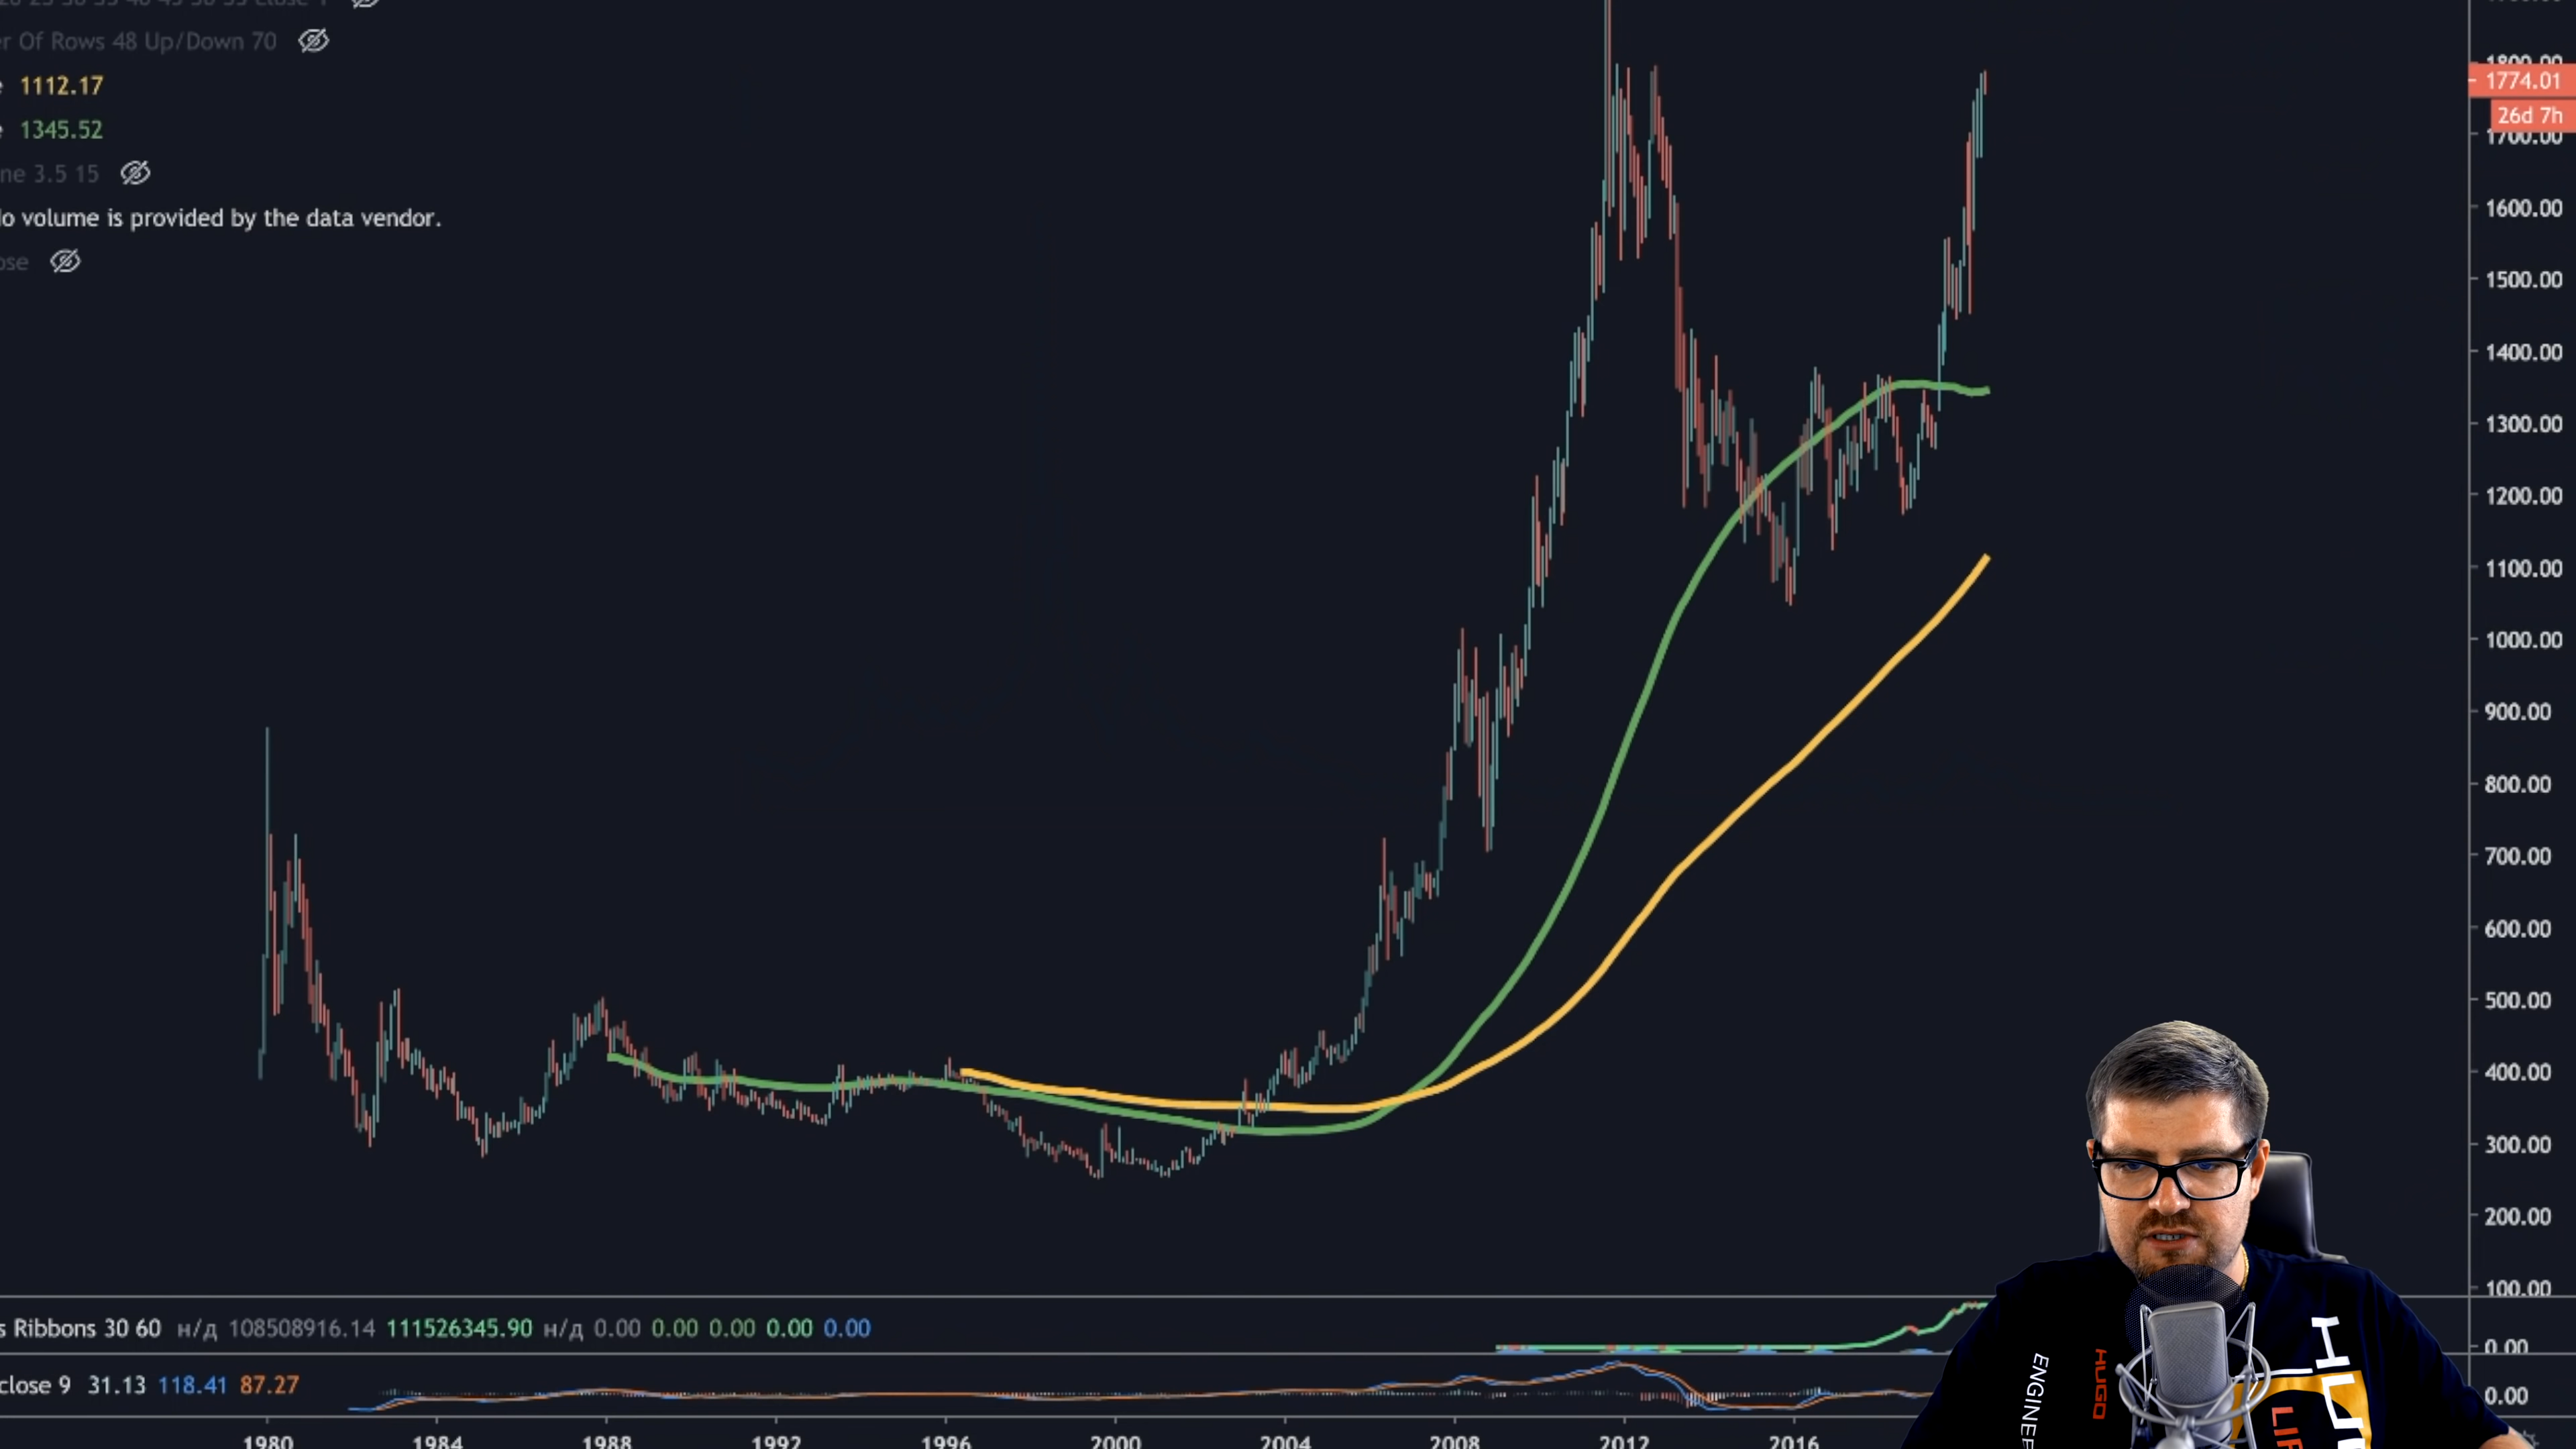 er Of Rows 48 Up/Down 70
e 1112.17
e 1345.52
ne 3.5 15
lo volume is provided by the data vendor.
ose
1800.00
1774.01
26d 7h
1700.00
1600.00
1500.00
1400.00
1300.00
1200.00
1100.00
1000.00
900.00
800.00
700.00
600.00
500.00
400.00
300.00
200.00
100.00
s Ribbons 30 60 н/д 108508916.14 111526345.90 н/д 0.00 0.00 0.00 0.00 0.00
0.00
close 9 31.13 118.41 87.27
0.00
1980 1984 1988 1992 1996 2000 2004 2008 2012 2016
ENGINE
HUGO
HU
LIF